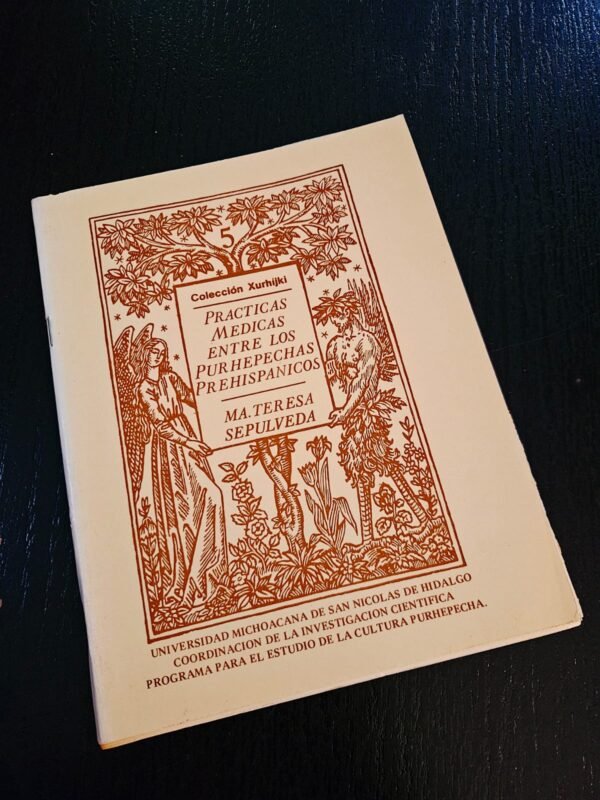 5
Colección Xurhijki
PRACTICAS
MEDICAS
ENTRE LOS
PURHEPECHAS
PREHISPANICOS
MA. TERESA
SEPULVEDA
UNIVERSIDAD MICHOACANA DE SAN NICOLAS DE HIDALGO
COORDINACION DE LA INVESTIGACION CIENTIFICA
PROGRAMA PARA EL ESTUDIO DE LA CULTURA PURHEPECHA.